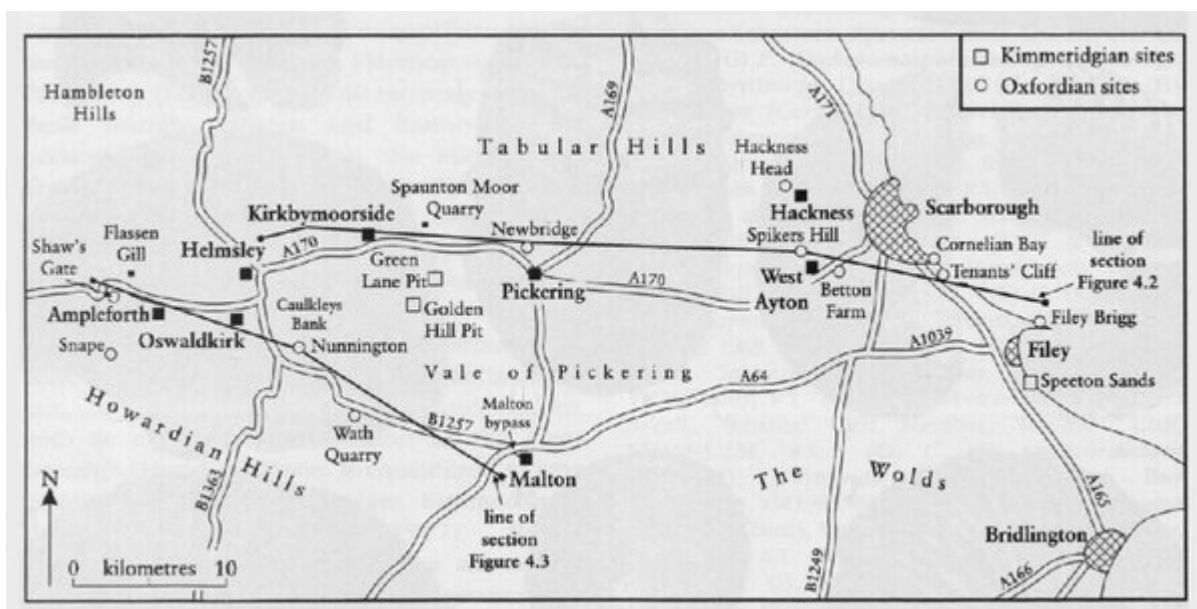 B1257
Hambleton
Hills
A169
A171
Kimmeridgian sites
Oxfordian sites
Tabular Hills
Hackness
Head
Spaunton Moor
Quarry
Kirkbymoorside
Hackness
Scarborough
Shaw's
Gate
Flassen
Gill
Helmsley
A170
Newbridge
Spikers Hill
Cornelian Bay
line of
section
Figure 4.2
Green
Lane Pit
Pickering
A170
West
Ayton
Betton
Farm
Tenants' Cliff
Ampleforth
Oswaldkirk
Caulkleys
Bank
Golden
Hill Pit
Filey Brigg
Snape
Nunnington
Vale of Pickering
A64
A1039
Filey
Speeton Sands
Howardian Hills
Wath
Quarry
B1257
Malton
bypass
B1363
Malton
The Wolds
A165
N
line of
section
Figure 4.3
Bridlington
0 kilometres 10
B1249
A166